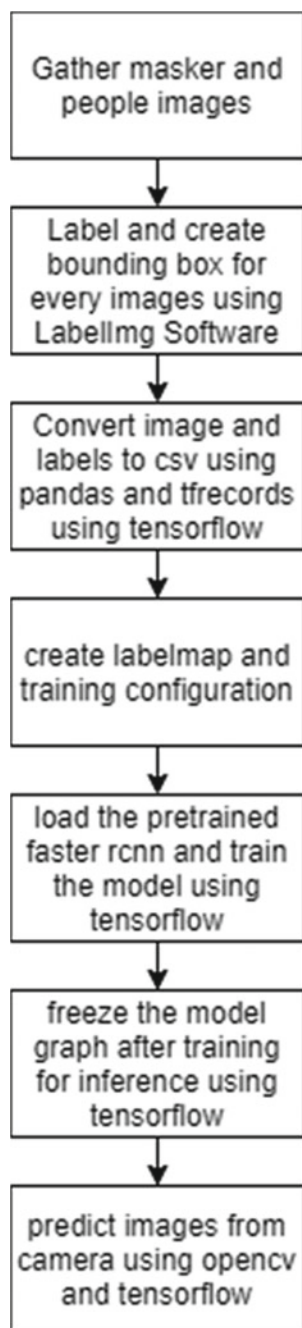 Gather masker and
people images
Label and create
bounding box for
every images using
LabelImg Software
Convert image and
labels to csv using
pandas and tfrecords
using tensorflow
create labelmap and
training configuration
load the pretrained
faster rcnn and train
the model using
tensorflow
freeze the model
graph after training
for inference using
tensorflow
predict images from
camera using opencv
and tensorflow